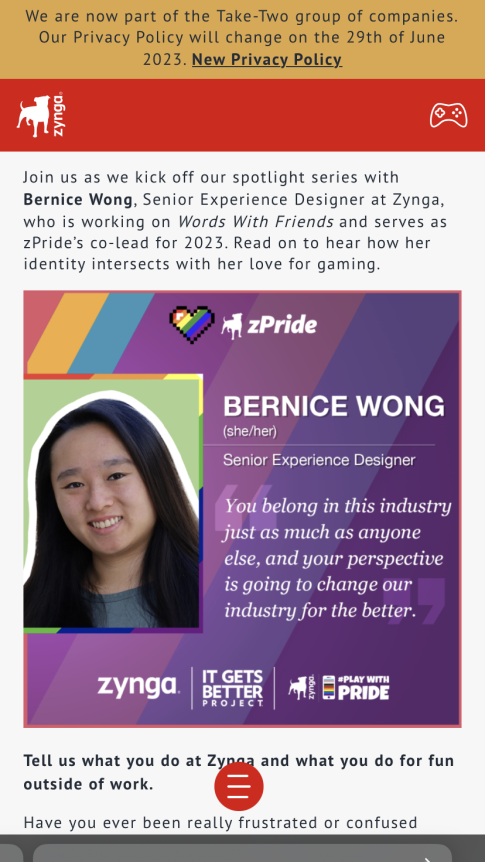 We are now part of the Take-Two group of companies.
Our Privacy Policy will change on the 29th of June
2023. New Privacy Policy
zynga
Join us as we kick off our spotlight series with
Bernice Wong, Senior Experience Designer at Zynga,
who is working on Words With Friends and serves as
zPride’s co-lead for 2023. Read on to hear how her
identity intersects with her love for gaming.
zPride
BERNICE WONG
(she/her)
Senior Experience Designer
You belong in this industry
just as much as anyone
else, and your perspective
is going to change our
industry for the better.
zynga
IT GETS
BETTER
PROJECT
zynga
#PLAY WITH
PRIDE
Tell us what you do at Zynga and what you do for fun
outside of work.
Have you ever been really frustrated or confused